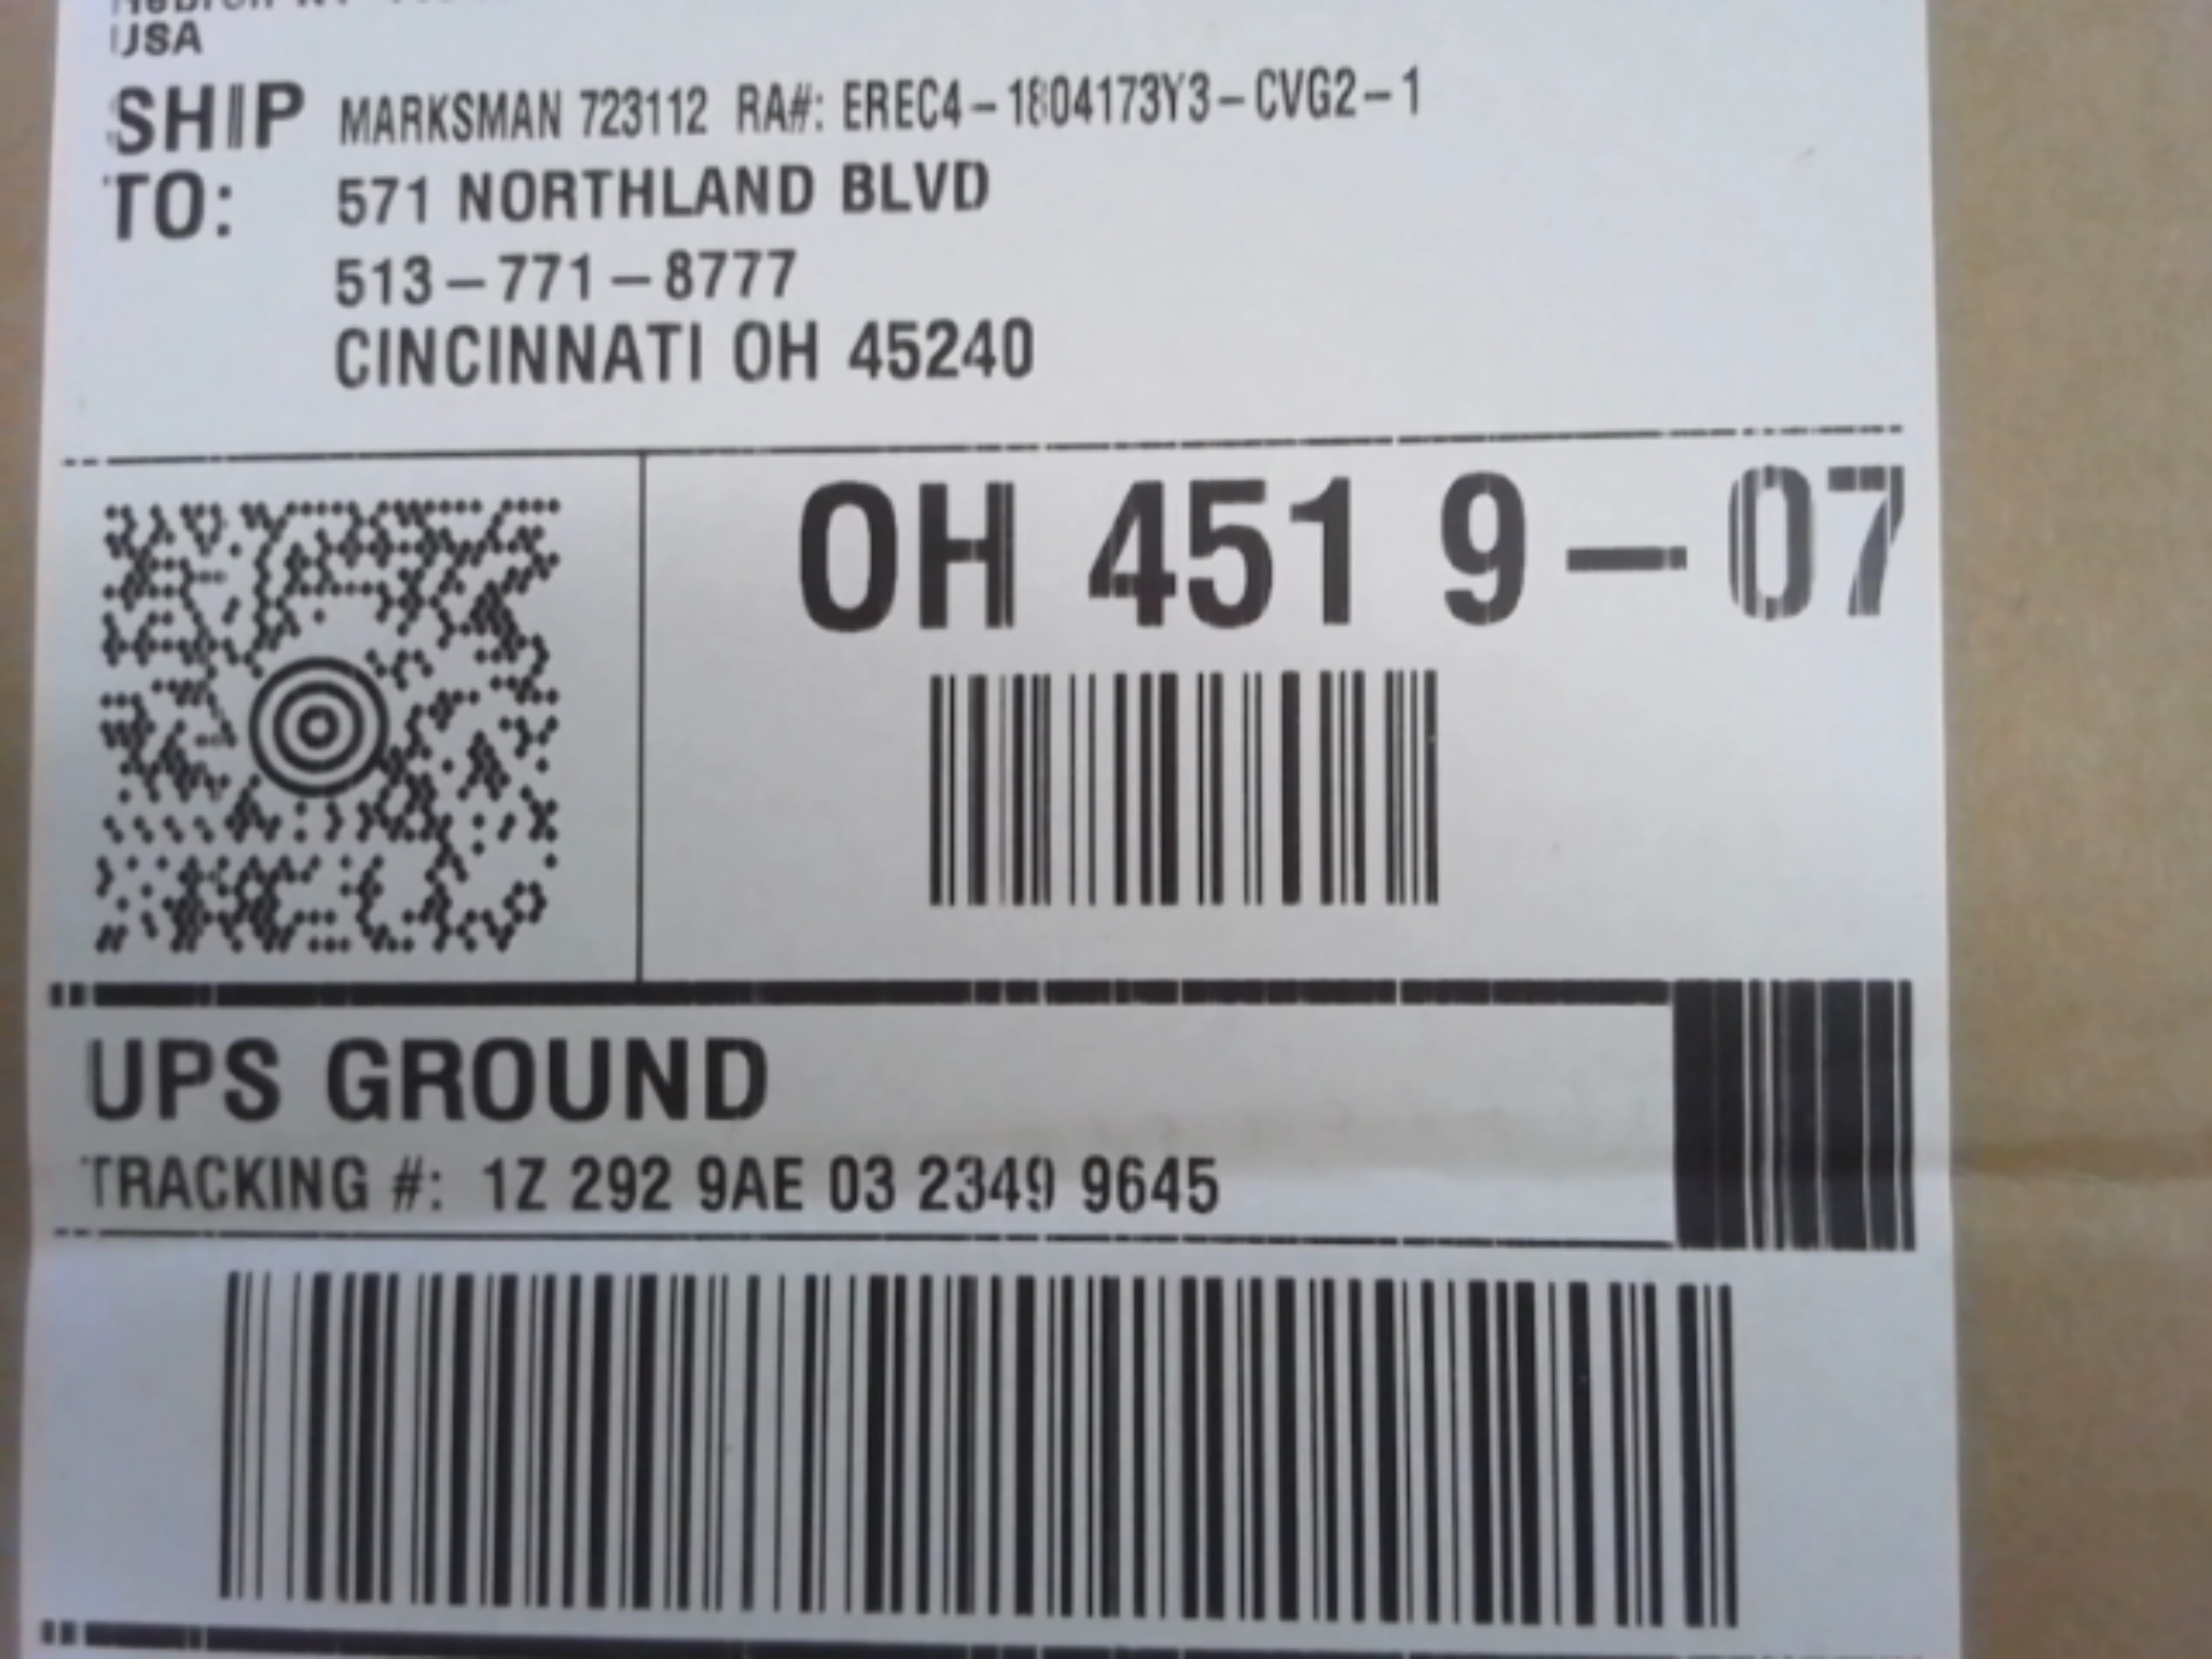 USA
SHIP TO: MARKSMAN 723112 RA#: EREC4-1804173Y3-CVG2-1
571 NORTHLAND BLVD
513-771-8777
CINCINNATI OH 45240
OH 451 9-07
UPS GROUND
TRACKING #: 1Z 292 9AE 03 2349 9645